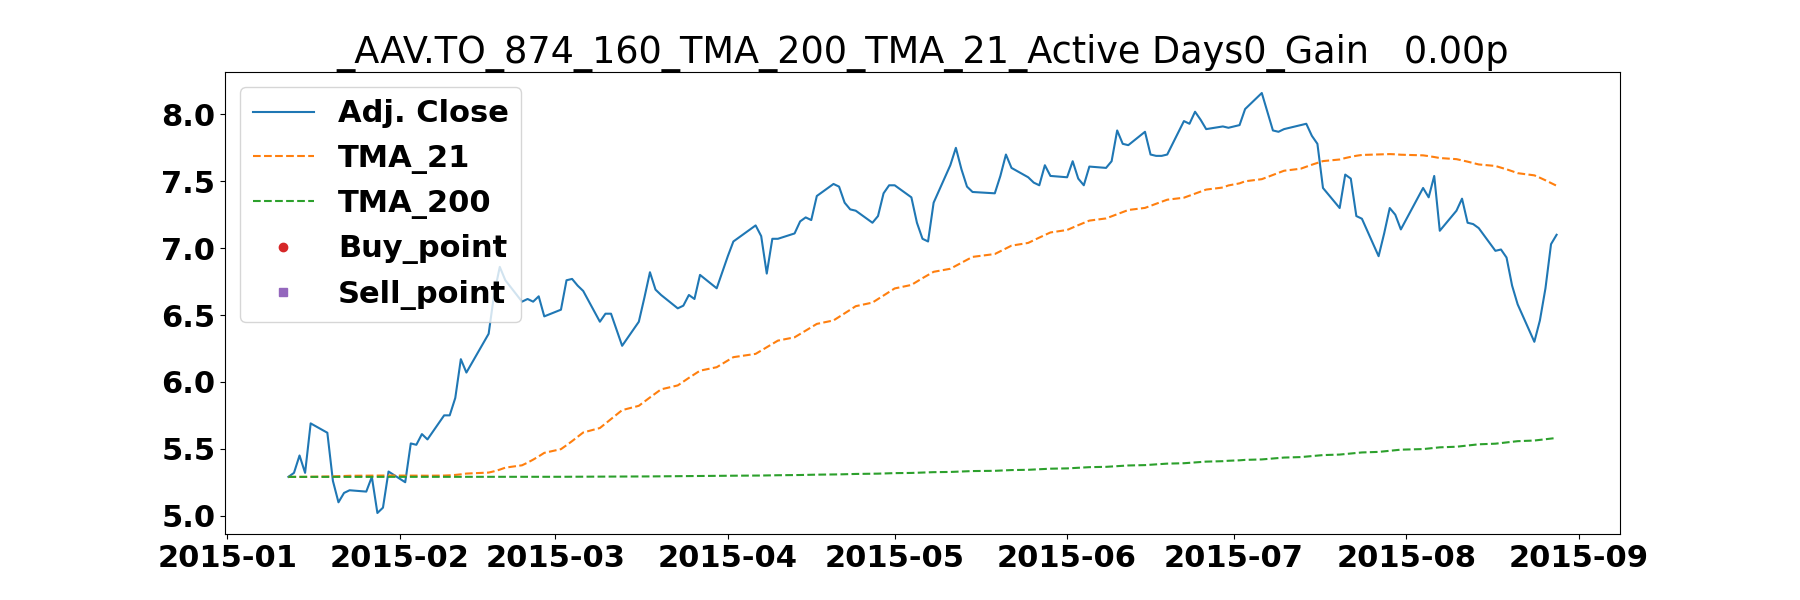 _AAV.TO_874_160_TMA_200_TMA_21_Active Days0_Gain   0.00p
Adj. Close
TMA_21
TMA_200
Buy_point
Sell_point
8.0
7.5
7.0
6.5
6.0
5.5
5.0
2015-01 2015-02 2015-03 2015-04 2015-05 2015-06 2015-07 2015-08 2015-09